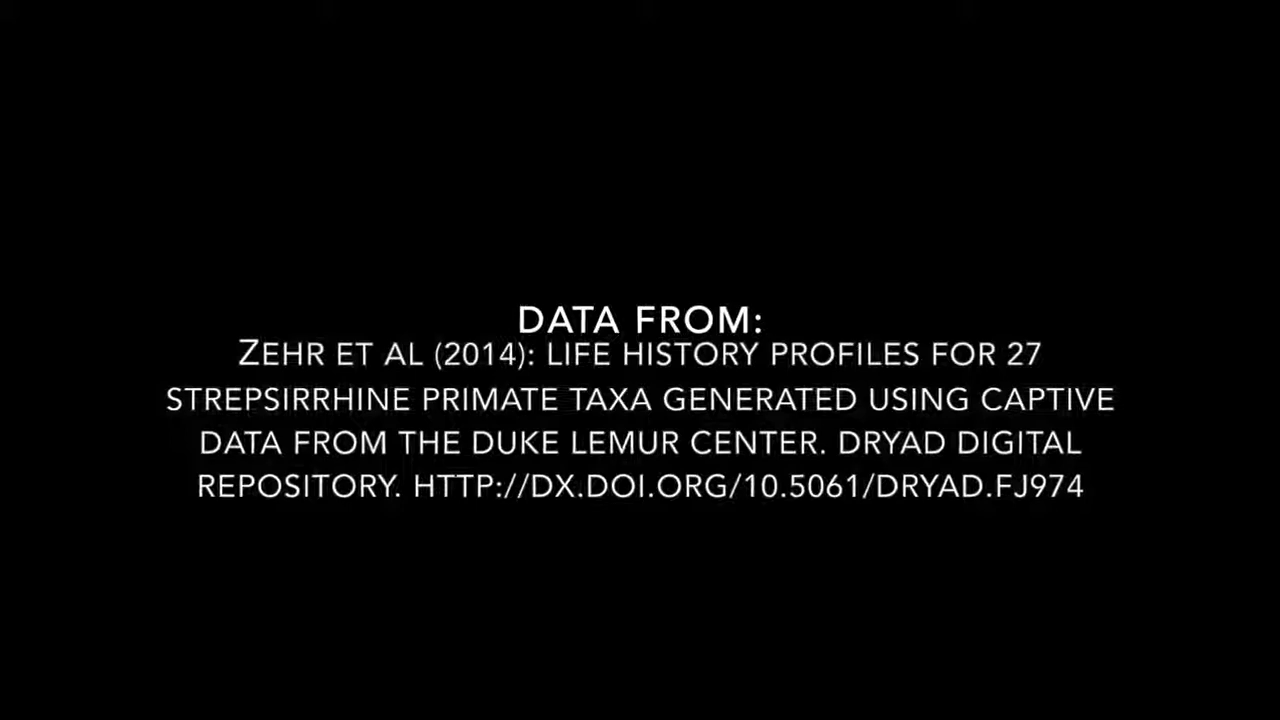 DATA FROM:
ZEHR ET AL (2014): LIFE HISTORY PROFILES FOR 27
STREPSIRRHINE PRIMATE TAXA GENERATED USING CAPTIVE
DATA FROM THE DUKE LEMUR CENTER. DRYAD DIGITAL
REPOSITORY. HTTP://DX.DOI.ORG/10.5061/DRYAD.FJ974